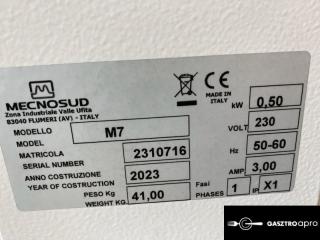 MECNOSUD
Zona Industriale Valle Ufita
83040 FLUMERI (AV) - ITALY
CE
MADE IN
ITALY
MODELLO
MODEL
M7
MATRICOLA
SERIAL NUMBER
2310716
ANNO COSTRUZIONE
YEAR OF COSTRUCTION
2023
PESO Kg
WEIGHT KG.
41,00
kW 0,50
VOLT 230
Hz 50-60
AMP 3,00
Fasi
PHASES
1
IP X1
GASZTROAPRO